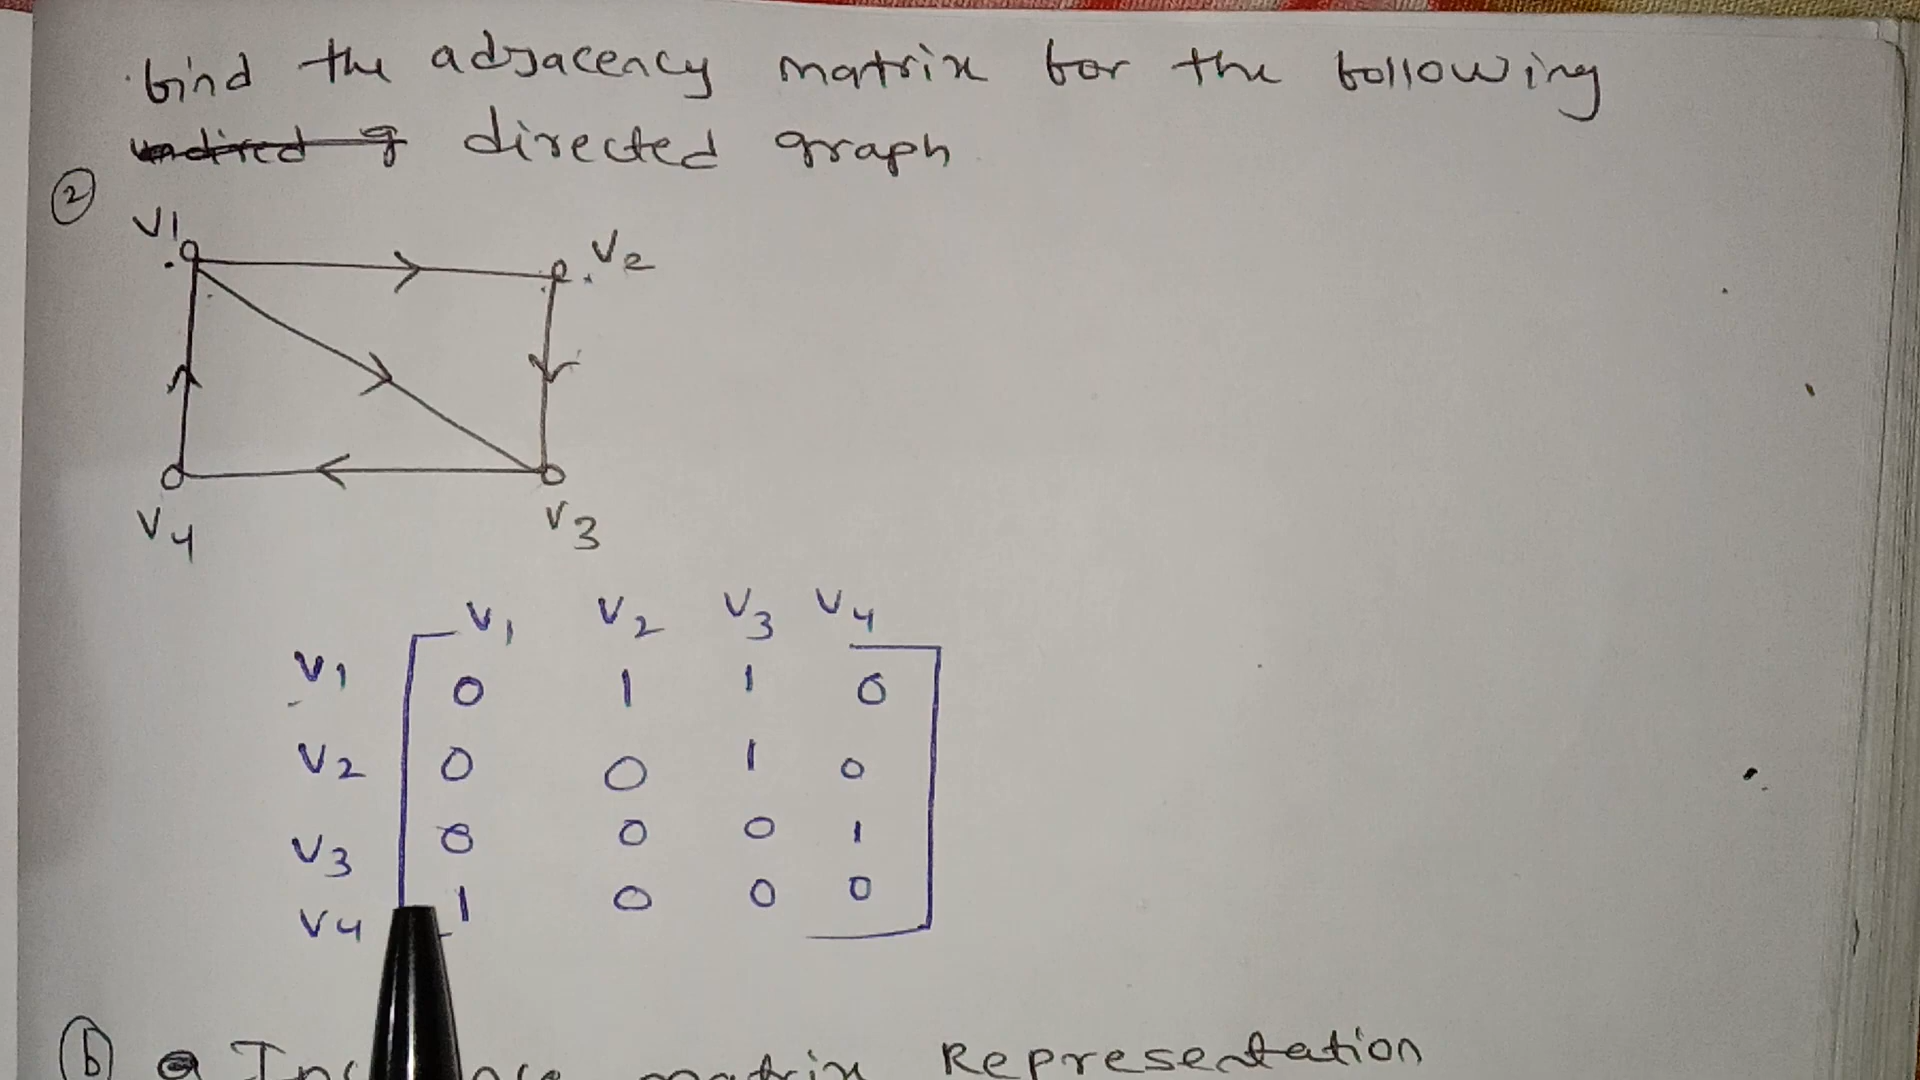 find the adjacency matrix for the following
directed graph
②
V1
V2
V4
V3
V1 V2 V3 V4
V1 0 1 1 0
V2 0 0 1 0
V3 0 0 0 1
V4 1 0 0 0
ⓑ matrix Representation